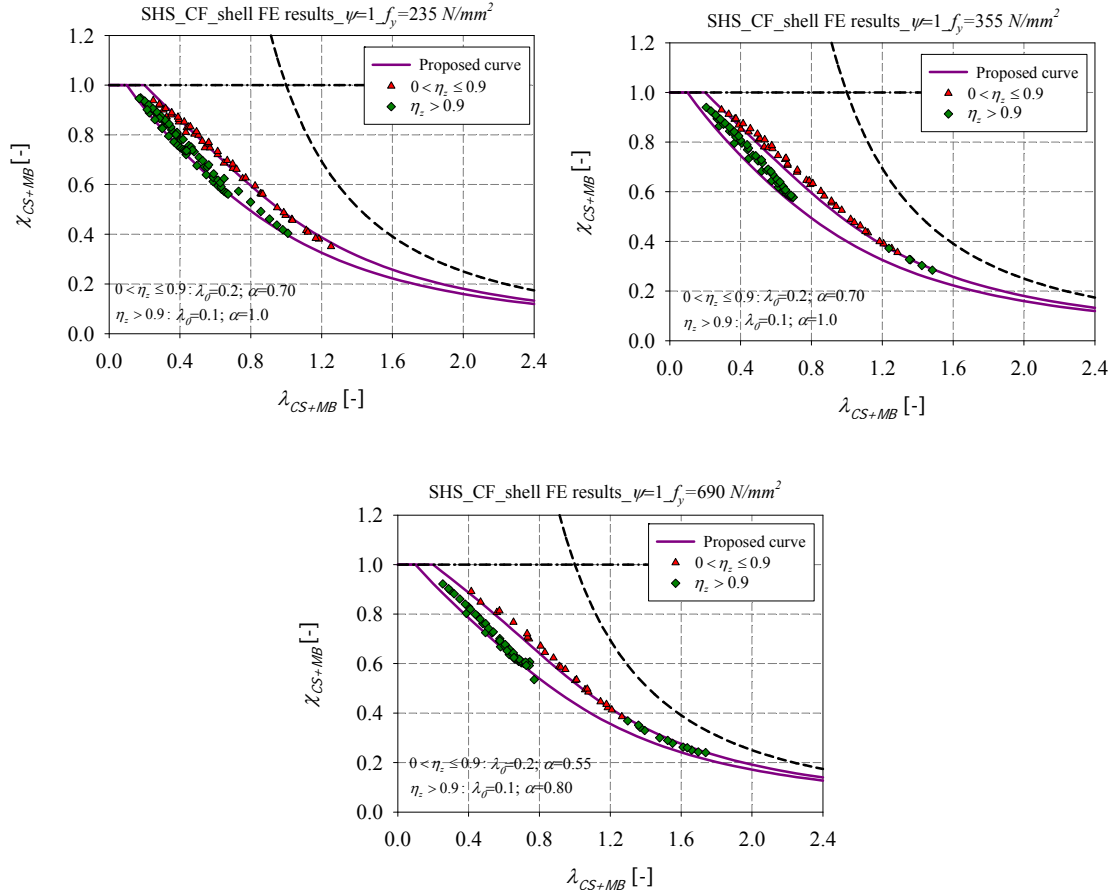 SHS_CF_shell FE results_ψ=1_f_y=235 N/mm²
1.2
1.0
0.8
0.6
0.4
0.2
0.0
χ_CS+MB [-]
Proposed curve
0 < η_z ≤ 0.9
η_z > 0.9
0<η_z ≤0.9: λ_0=0.2; α=0.70
η_z >0.9: λ_0=0.1; α=1.0
0.0 0.4 0.8 1.2 1.6 2.0 2.4
λ_CS+MB [-]
SHS_CF_shell FE results_ψ=1_f_y=355 N/mm²
1.2
1.0
0.8
0.6
0.4
0.2
0.0
χ_CS+MB [-]
Proposed curve
0 < η_z ≤ 0.9
η_z > 0.9
0<η_z ≤0.9: λ_0=0.2; α=0.70
η_z >0.9: λ_0=0.1; α=1.0
0.0 0.4 0.8 1.2 1.6 2.0 2.4
λ_CS+MB [-]
SHS_CF_shell FE results_ψ=1_f_y=690 N/mm²
1.2
1.0
0.8
0.6
0.4
0.2
0.0
χ_CS+MB [-]
Proposed curve
0 < η_z ≤ 0.9
η_z > 0.9
0<η_z ≤0.9: λ_0=0.2; α=0.55
η_z >0.9: λ_0=0.1; α=0.80
0.0 0.4 0.8 1.2 1.6 2.0 2.4
λ_CS+MB [-]